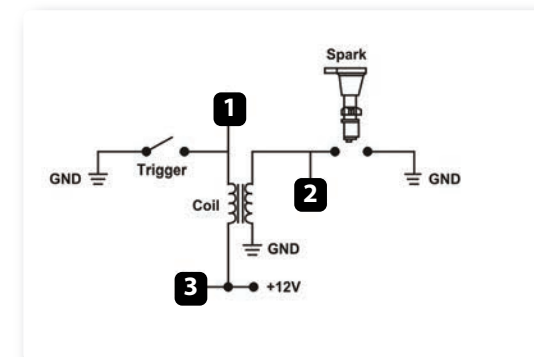 Spark
1
Trigger
GND
GND
2
Coil
GND
3
+12V